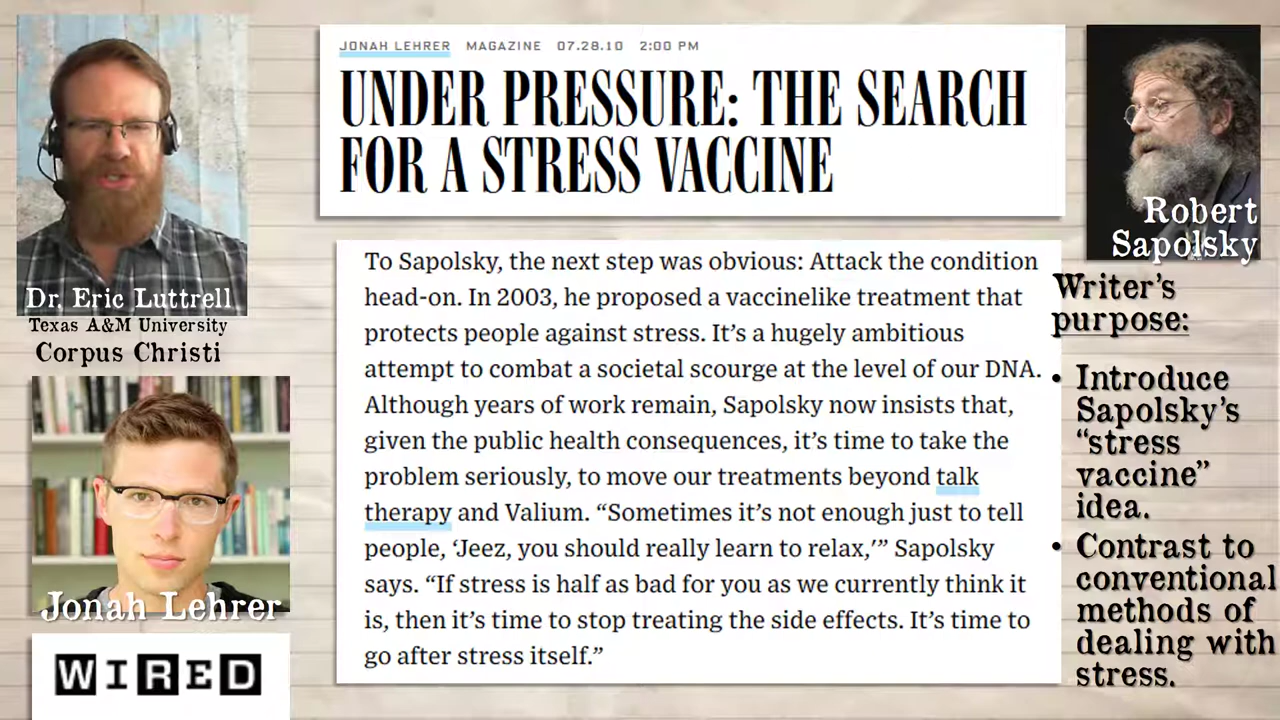 Dr. Eric Luttrell
Texas A&M University
Corpus Christi
Jonah Lehrer
WIRED
JONAH LEHRER MAGAZINE 07.28.10 2:00 PM
UNDER PRESSURE: THE SEARCH
FOR A STRESS VACCINE
To Sapolsky, the next step was obvious: Attack the condition
head-on. In 2003, he proposed a vaccinelike treatment that
protects people against stress. It’s a hugely ambitious
attempt to combat a societal scourge at the level of our DNA.
Although years of work remain, Sapolsky now insists that,
given the public health consequences, it’s time to take the
problem seriously, to move our treatments beyond talk
therapy and Valium. “Sometimes it’s not enough just to tell
people, ‘Jeez, you should really learn to relax,’” Sapolsky
says. “If stress is half as bad for you as we currently think it
is, then it’s time to stop treating the side effects. It’s time to
go after stress itself.”
Robert
Sapolsky
Writer’s
purpose:
• Introduce
Sapolsky’s
“stress
vaccine”
idea.
• Contrast to
conventional
methods of
dealing with
stress.